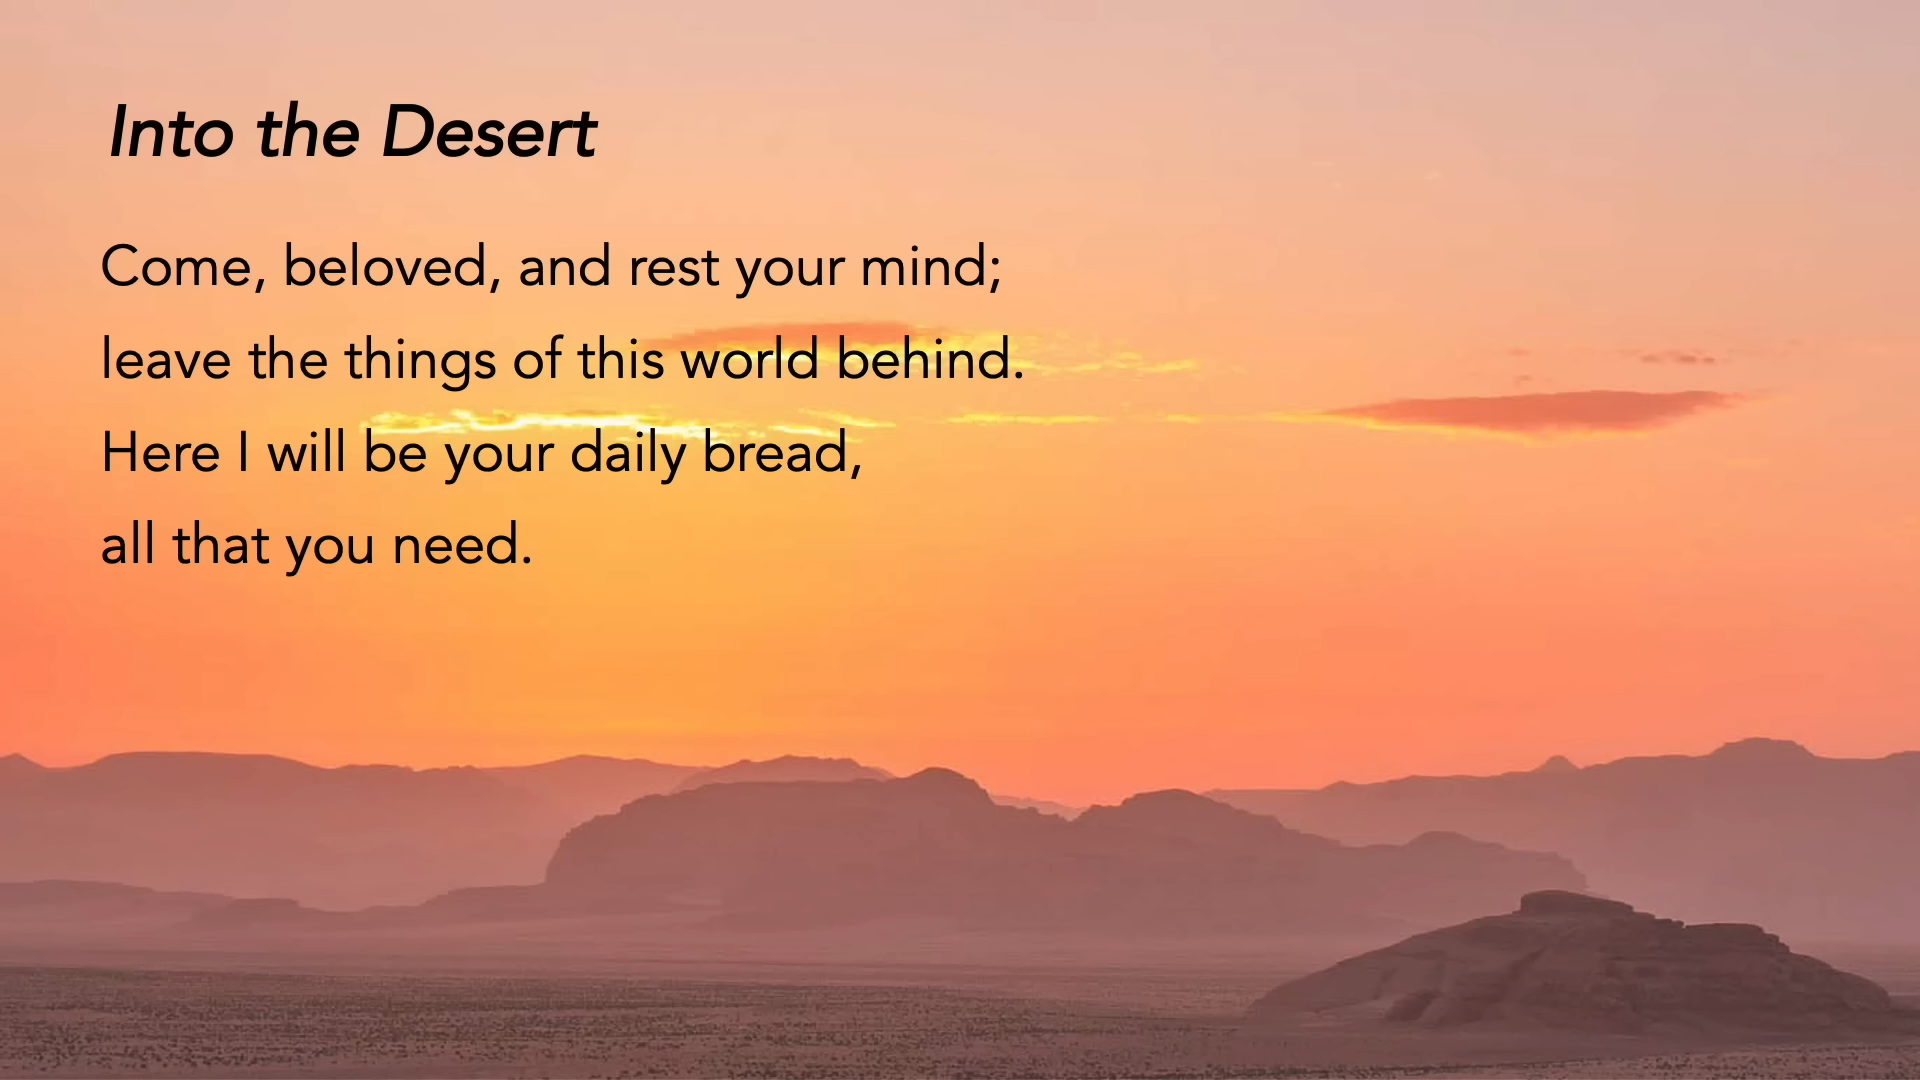 Into the Desert
Come, beloved, and rest your mind;
leave the things of this world behind.
Here I will be your daily bread,
all that you need.